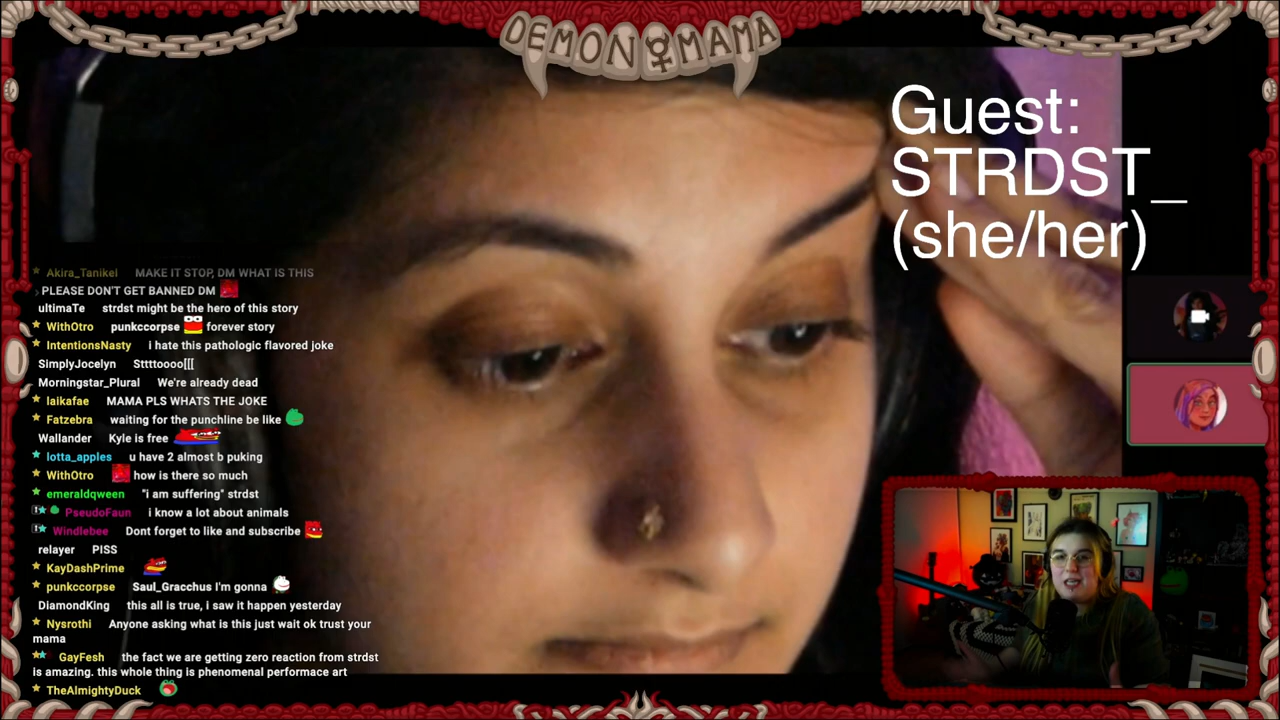 DEMON MAMA
Guest:
STRDST_
(she/her)
Akira_Tanikel MAKE IT STOP, DM WHAT IS THIS
PLEASE DON'T GET BANNED DM
ultimaTe strdst might be the hero of this story
WithOtro punkccorpse forever story
IntentionsNasty i hate this pathologic flavored joke
SimplyJocelyn Sttttoooo[[[
Morningstar_Plural We're already dead
laikafae MAMA PLS WHATS THE JOKE
Fatzebra waiting for the punchline be like
Wallander Kyle is free
lotta_apples u have 2 almost b puking
WithOtro how is there so much
emeraldqween "i am suffering" strdst
PseudoFaun i know a lot about animals
Windlebee Dont forget to like and subscribe
relayer PISS
KayDashPrime
punkccorpse Saul_Gracchus I'm gonna
DiamondKing this all is true, i saw it happen yesterday
Nysrothi Anyone asking what is this just wait ok trust your
mama
GayFesh the fact we are getting zero reaction from strdst
is amazing. this whole thing is phenomenal performace art
TheAlmightyDuck